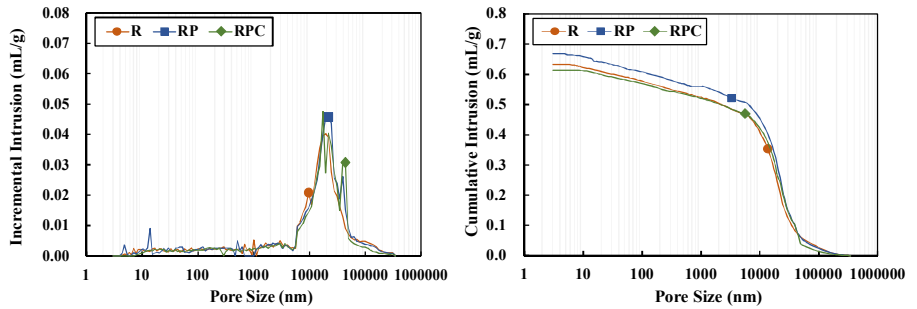 Incremental Intrusion (mL/g)
0.08
0.07
0.06
0.05
0.04
0.03
0.02
0.01
0.00
R RP RPC
1 10 100 1000 10000 100000 1000000
Pore Size (nm)
Cumulative Intrusion (mL/g)
0.8
0.7
0.6
0.5
0.4
0.3
0.2
0.1
0.0
R RP RPC
1 10 100 1000 10000 100000 1000000
Pore Size (nm)